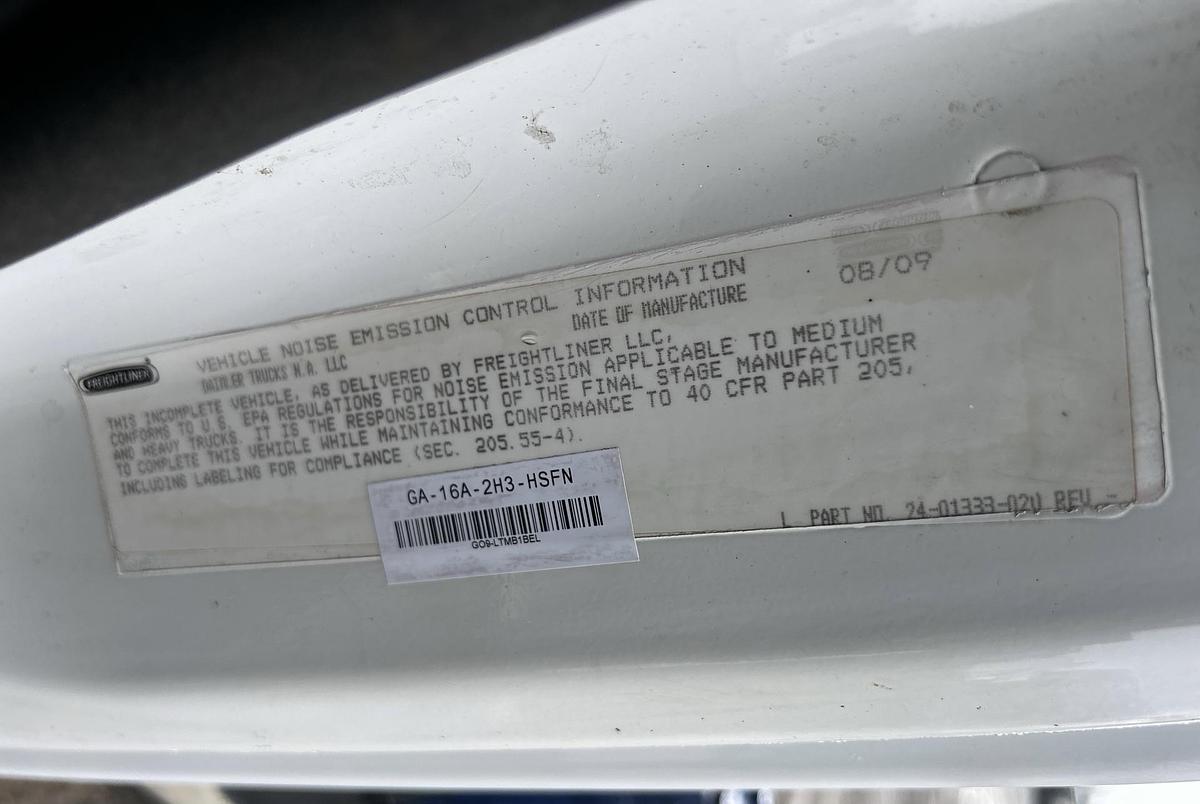 VEHICLE NOISE EMISSION CONTROL INFORMATION
08/09
FREIGHTLINER
DAIMLER TRUCKS N.A. LLC
DATE OF MANUFACTURE
THIS INCOMPLETE VEHICLE, AS DELIVERED BY FREIGHTLINER LLC,
CONFORMS TO U.S. EPA REGULATIONS FOR NOISE EMISSION APPLICABLE TO MEDIUM
AND HEAVY TRUCKS. IT IS THE RESPONSIBILITY OF THE FINAL STAGE MANUFACTURER
TO COMPLETE THIS VEHICLE WHILE MAINTAINING CONFORMANCE TO 40 CFR PART 205,
INCLUDING LABELING FOR COMPLIANCE (SEC. 205.55-4).
GA-16A-2H3-HSFN
GO9-LTMB1BEL
PART NO. 24-01333-020 REV -